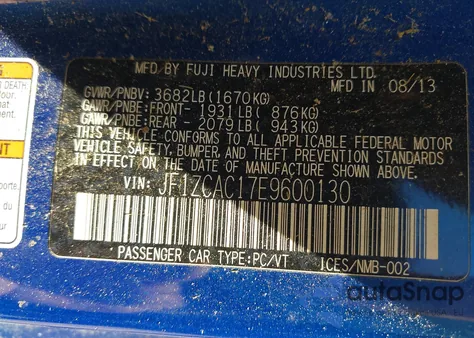 MFD BY FUJI HEAVY INDUSTRIES LTD.
MFD IN 08/13
GVWR/PNBV: 3682LB(1670KG)
GAWR/PNBE:FRONT- 1931LB( 876KG)
GAWR/PNBE:REAR - 2079LB( 943KG)
THIS VEHICLE CONFORMS TO ALL APPLICABLE FEDERAL MOTOR
VEHICLE SAFETY, BUMPER, AND THEFT PREVENTION STANDARDS
IN EFFECT ON THE DATE OF MANUFACTURE SHOWN ABOVE.
VIN: JF1ZCAC17E9600130
PASSENGER CAR TYPE:PC/VT ICES/NMB-002
autoSnap